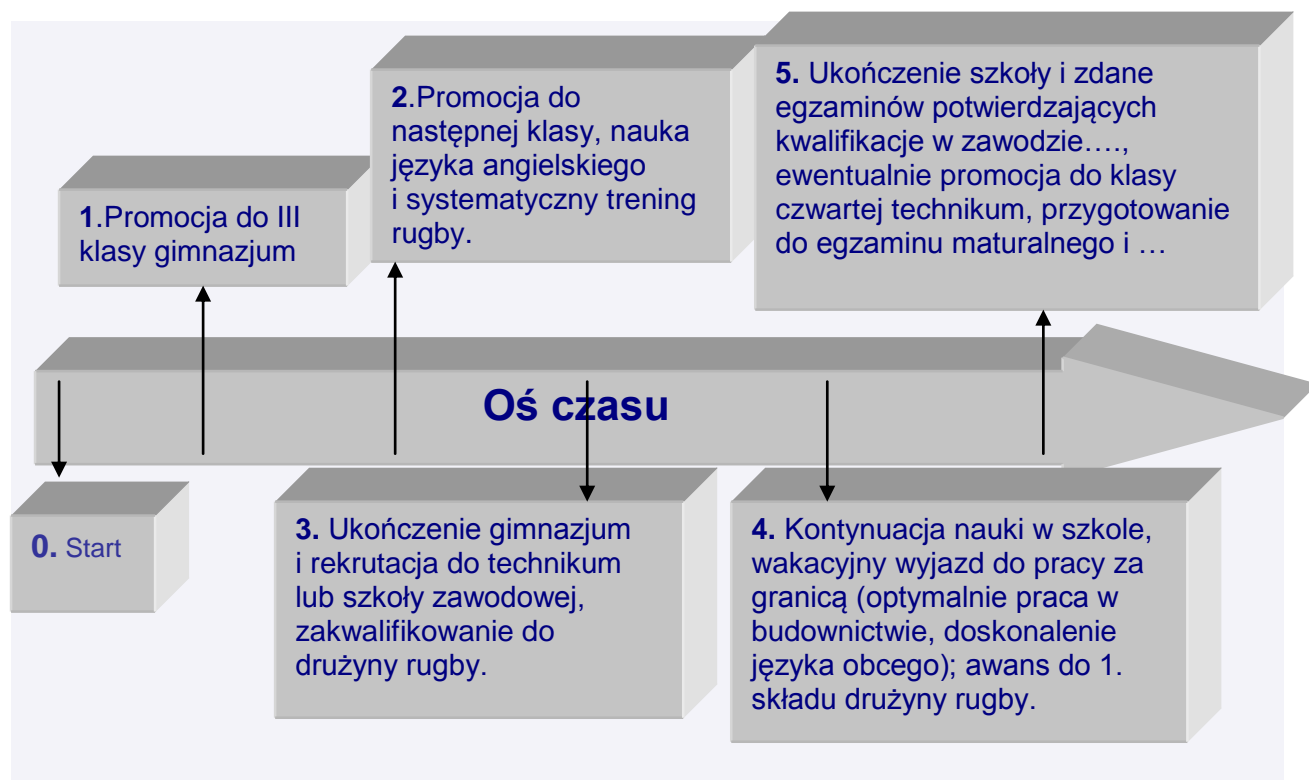 1.Promocja do III
klasy gimnazjum
2.Promocja do
następnej klasy, nauka
języka angielskiego
i systematyczny trening
rugby.
5. Ukończenie szkoły i zdane
egzaminów potwierdzających
kwalifikacje w zawodzie….,
ewentualnie promocja do klasy
czwartej technikum, przygotowanie
do egzaminu maturalnego i …
Oś czasu
0. Start
3. Ukończenie gimnazjum
i rekrutacja do technikum
lub szkoły zawodowej,
zakwalifikowanie do
drużyny rugby.
4. Kontynuacja nauki w szkole,
wakacyjny wyjazd do pracy za
granicą (optymalnie praca w
budownictwie, doskonalenie
języka obcego); awans do 1.
składu drużyny rugby.